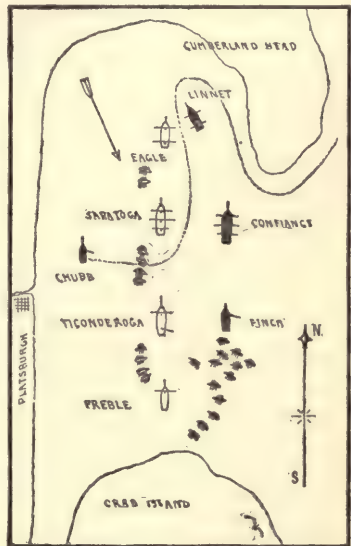 CUMBERLAND HEAD
LINNET
EAGLE
SARATOGA
CONFIANCE
CHUBB
TICONDEROGA
FINCH
N.
PLATSBURGH
PREBLE
S
CRAB ISLAND